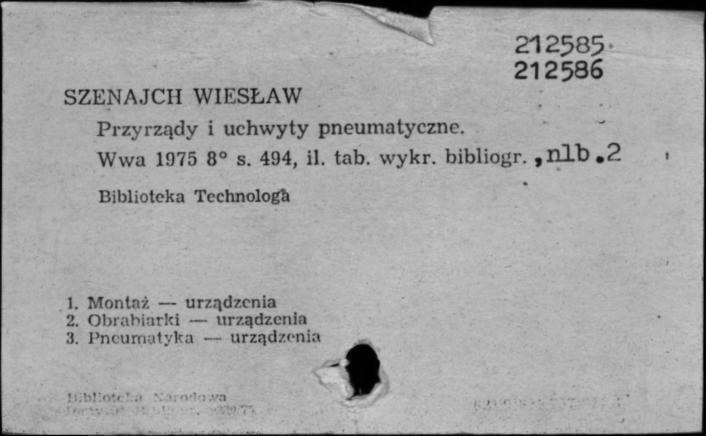 212585
212586
SZENAJCH WIESŁAW
Przyrządy i uchwyty pneumatyczne.
Wwa 1975 8° s. 494, il. tab. wykr. bibliogr. ,nlb.2
Biblioteka Technologa
1. Montaż — urządzenia
2. Obrabiarki — urządzenia
3. Pneumatyka — urządzenia
Biblioteka Narodowa